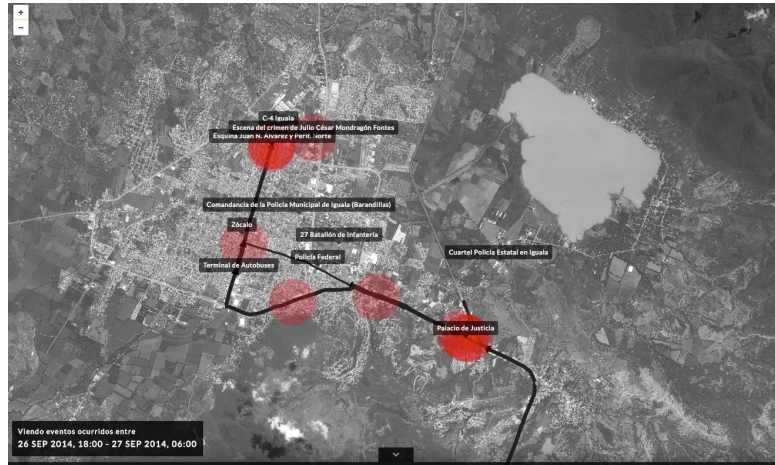 +
−
C-4 Iguala
Escena del crimen de Julio César Mondragón Fontes
Esquina Juan N. Álvarez y Perif. Norte
Comandancia de la Policía Municipal de Iguala (Barandillas)
Zócalo
27 Batallón de Infantería
Cuartel Policía Estatal en Iguala
Policía Federal
Terminal de Autobuses
Palacio de Justicia
Viendo eventos ocurridos entre
26 SEP 2014, 18:00 - 27 SEP 2014, 06:00